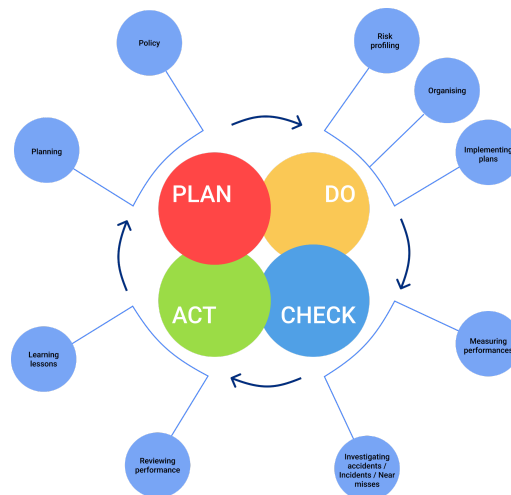 Policy
Risk
profiling
Organising
Planning
Implementing
plans
PLAN
DO
ACT
CHECK
Learning
lessons
Measuring
performances
Reviewing
performance
Investigating
accidents /
Incidents / Near
misses